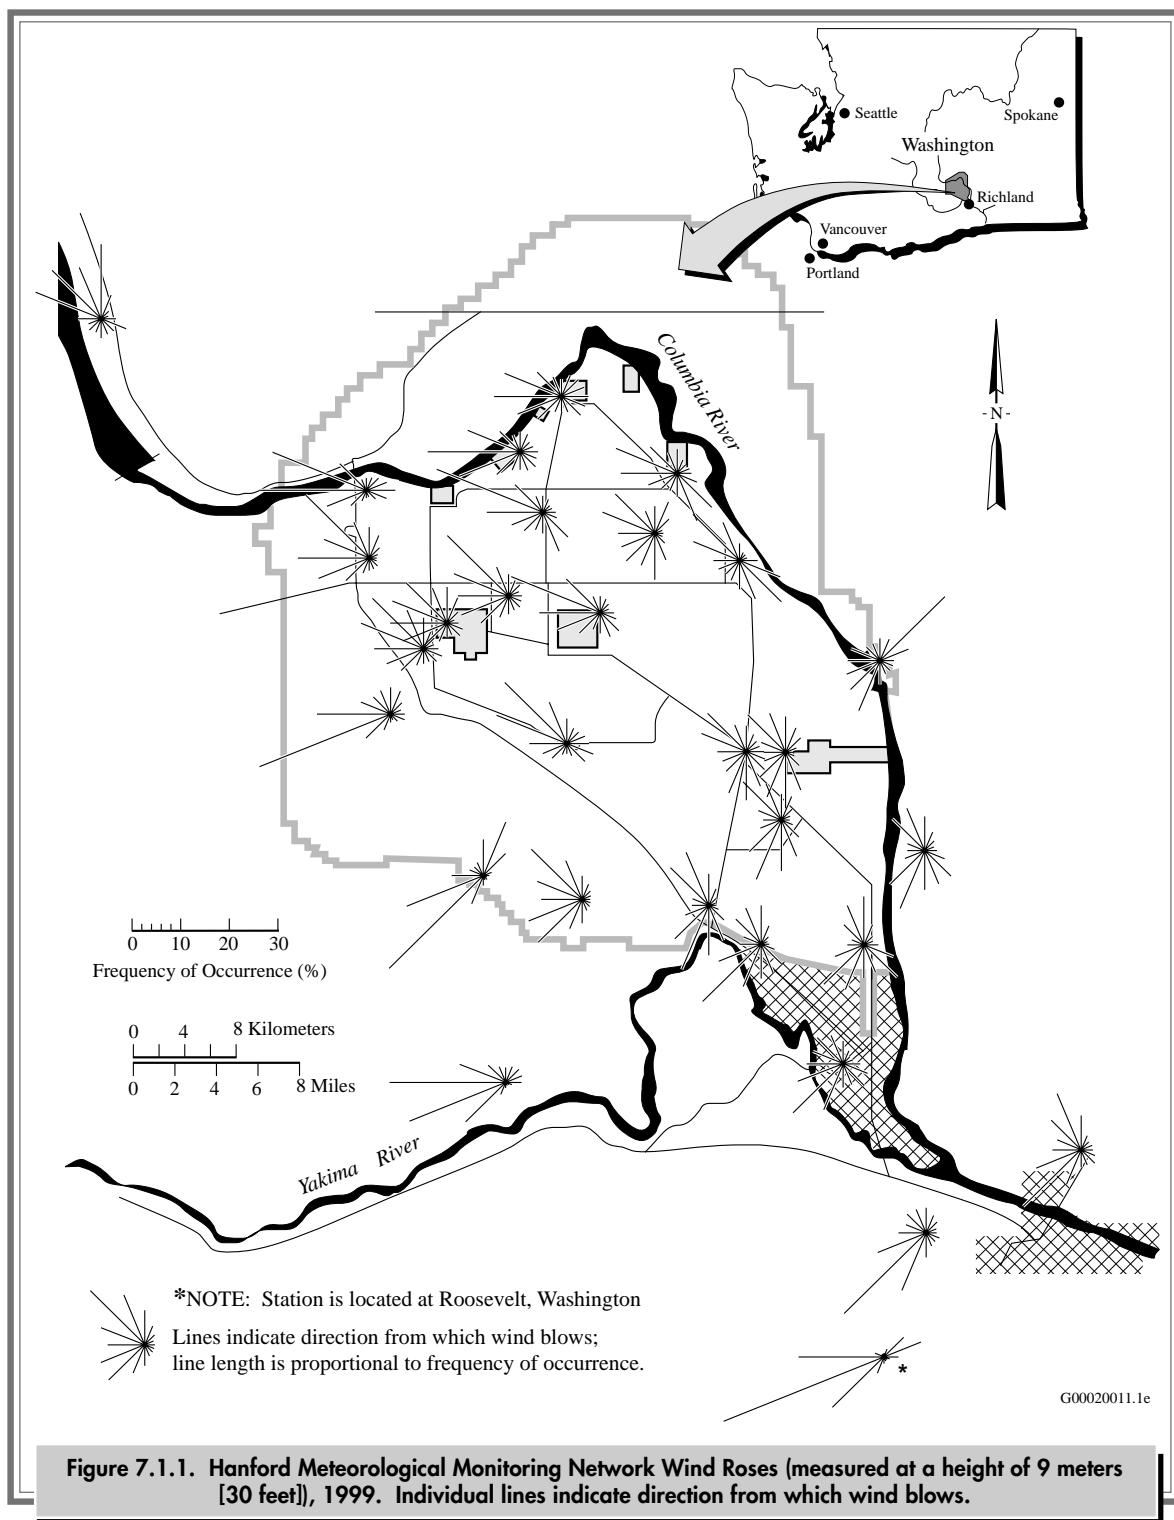 Seattle
Spokane
Washington
Richland
Vancouver
Portland
Columbia River
- N -
0 10 20 30
Frequency of Occurrence (%)
0 4 8 Kilometers
0 2 4 6 8 Miles
Yakima River
*NOTE: Station is located at Roosevelt, Washington
Lines indicate direction from which wind blows;
line length is proportional to frequency of occurrence.
*
G00020011.1e
Figure 7.1.1. Hanford Meteorological Monitoring Network Wind Roses (measured at a height of 9 meters
[30 feet]), 1999. Individual lines indicate direction from which wind blows.